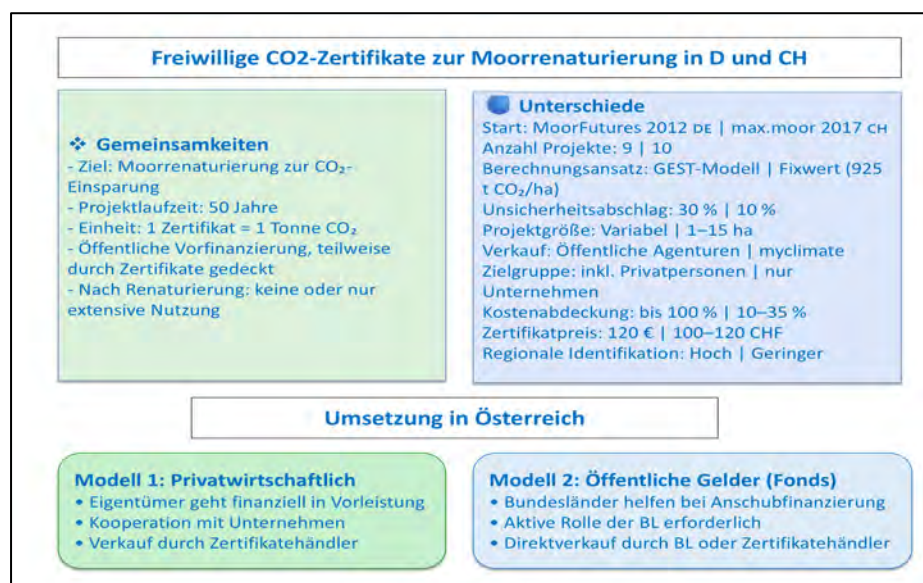 Freiwillige CO2-Zertifikate zur Moorrenaturierung in D und CH
❖ Gemeinsamkeiten
- Ziel: Moorrenaturierung zur CO₂-
Einsparung
- Projektlaufzeit: 50 Jahre
- Einheit: 1 Zertifikat = 1 Tonne CO₂
- Öffentliche Vorfinanzierung, teilweise
durch Zertifikate gedeckt
- Nach Renaturierung: keine oder nur
extensive Nutzung
Unterschiede
Start: MoorFutures 2012 DE | max.moor 2017 CH
Anzahl Projekte: 9 | 10
Berechnungsansatz: GEST-Modell | Fixwert (925
t CO₂/ha)
Unsicherheitsabschlag: 30 % | 10 %
Projektgröße: Variabel | 1–15 ha
Verkauf: Öffentliche Agenturen | myclimate
Zielgruppe: inkl. Privatpersonen | nur
Unternehmen
Kostenabdeckung: bis 100 % | 10–35 %
Zertifikatpreis: 120 € | 100–120 CHF
Regionale Identifikation: Hoch | Geringer
Umsetzung in Österreich
Modell 1: Privatwirtschaftlich
• Eigentümer geht finanziell in Vorleistung
• Kooperation mit Unternehmen
• Verkauf durch Zertifikatehändler
Modell 2: Öffentliche Gelder (Fonds)
• Bundesländer helfen bei Anschubfinanzierung
• Aktive Rolle der BL erforderlich
• Direktverkauf durch BL oder Zertifikatehändler